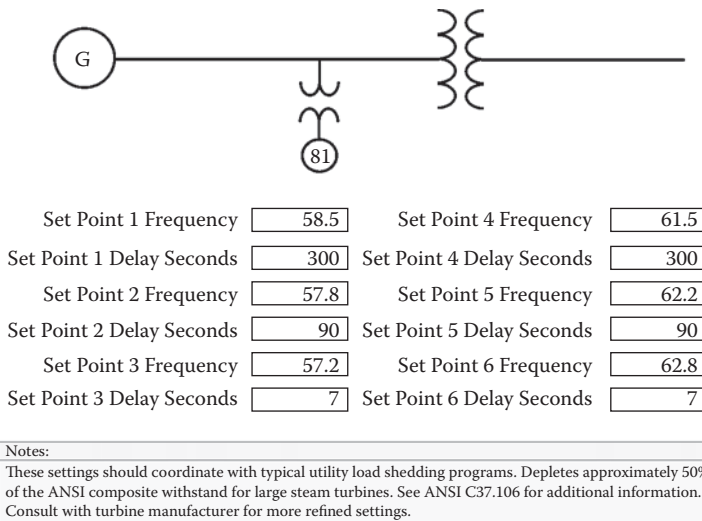 G
81
Set Point 1 Frequency 58.5 Set Point 4 Frequency 61.5
Set Point 1 Delay Seconds 300 Set Point 4 Delay Seconds 300
Set Point 2 Frequency 57.8 Set Point 5 Frequency 62.2
Set Point 2 Delay Seconds 90 Set Point 5 Delay Seconds 90
Set Point 3 Frequency 57.2 Set Point 6 Frequency 62.8
Set Point 3 Delay Seconds 7 Set Point 6 Delay Seconds 7
Notes:
These settings should coordinate with typical utility load shedding programs. Depletes approximately 50%
of the ANSI composite withstand for large steam turbines. See ANSI C37.106 for additional information.
Consult with turbine manufacturer for more refined settings.